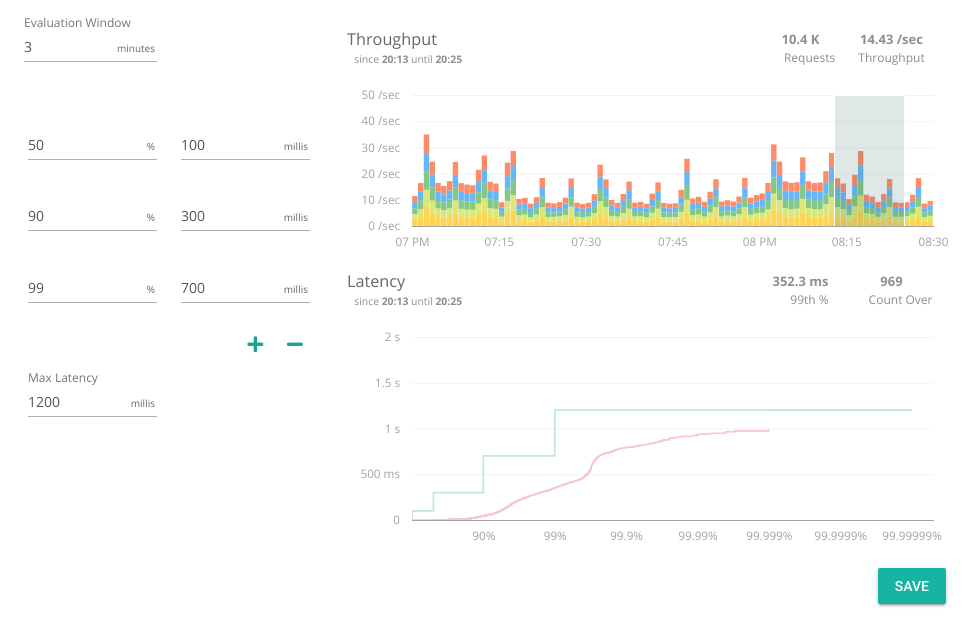 Evaluation Window
3 minutes
50 % 100 millis
90 % 300 millis
99 % 700 millis
+ −
Max Latency
1200 millis
Throughput
since 20:13 until 20:25
10.4 K 14.43 /sec
Requests Throughput
50 /sec
40 /sec
30 /sec
20 /sec
10 /sec
0 /sec
07 PM 07:15 07:30 07:45 08 PM 08:15 08:30
Latency
since 20:13 until 20:25
352.3 ms 969
99th % Count Over
2 s
1.5 s
1 s
500 ms
0
90% 99% 99.9% 99.99% 99.999% 99.9999% 99.99999%
SAVE